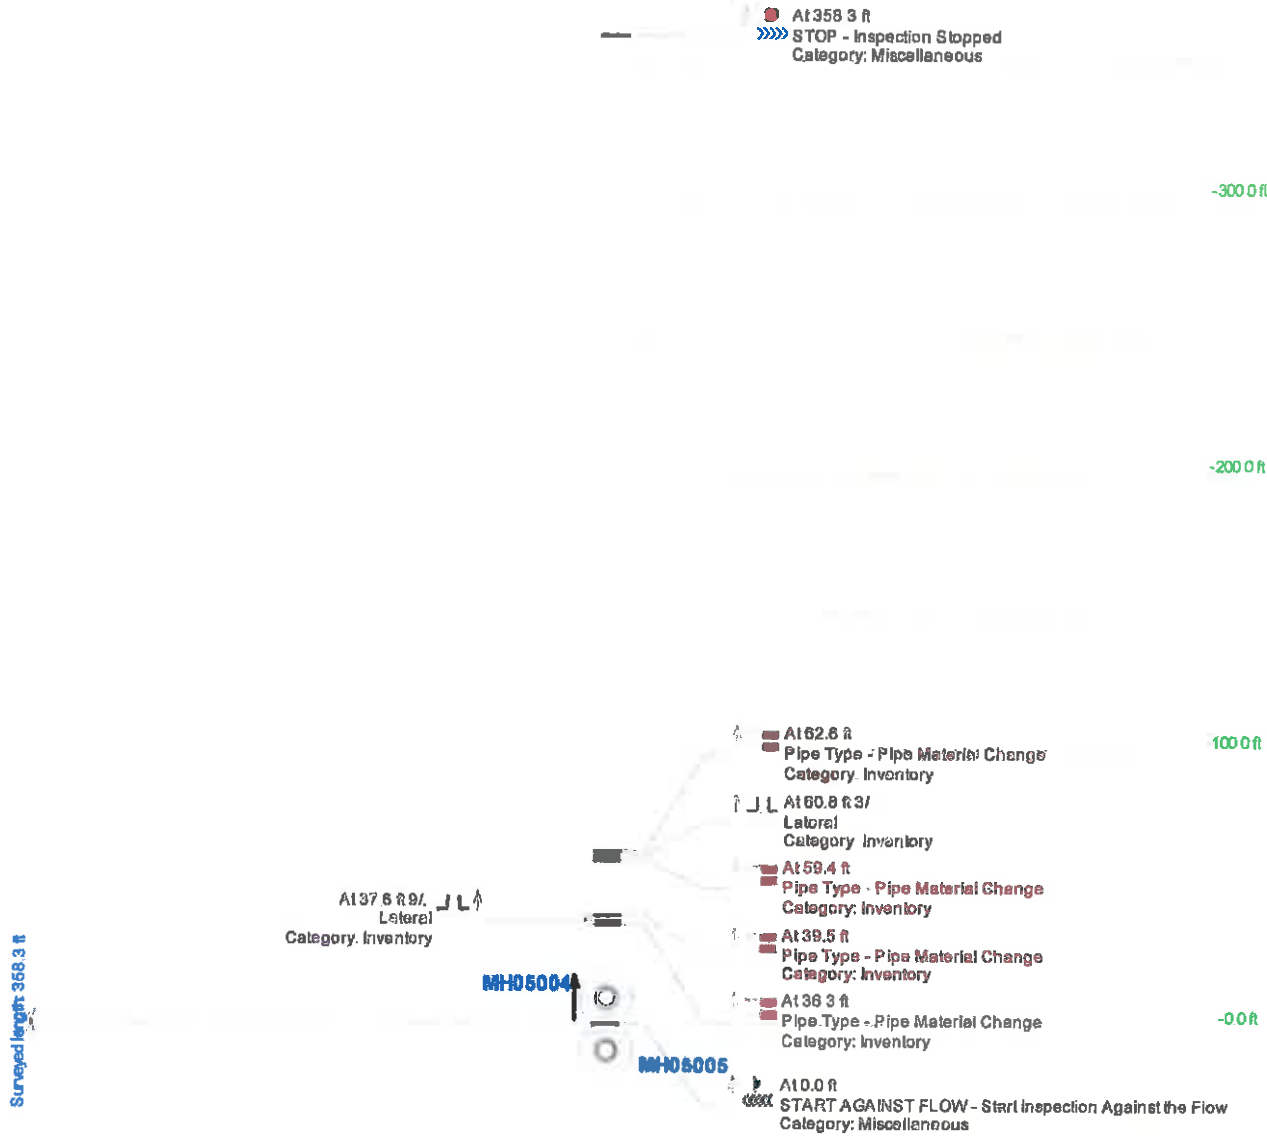 At 358 3 ft
STOP - Inspection Stopped
Category: Miscellaneous
-300.0 ft
-200 0 ft
At 62.6 ft
Pipe Type - Pipe Material Change
Category. Inventory
100 0 ft
At 60.8 ft 3/
Lateral
Category Inventory
At 59.4 ft
Pipe Type - Pipe Material Change
Category: Inventory
At 37.6 ft 9/.
Lateral
Category. Inventory
At 39.5 ft
Pipe Type - Pipe Material Change
Category: Inventory
Surveyed length: 358.3 ft
MH05004
At 36 3 ft
Pipe Type - Pipe Material Change
Category: Inventory
-0.0 ft
MH05005
At 0.0 ft
START AGAINST FLOW - Start Inspection Against the Flow
Category: Miscellaneous